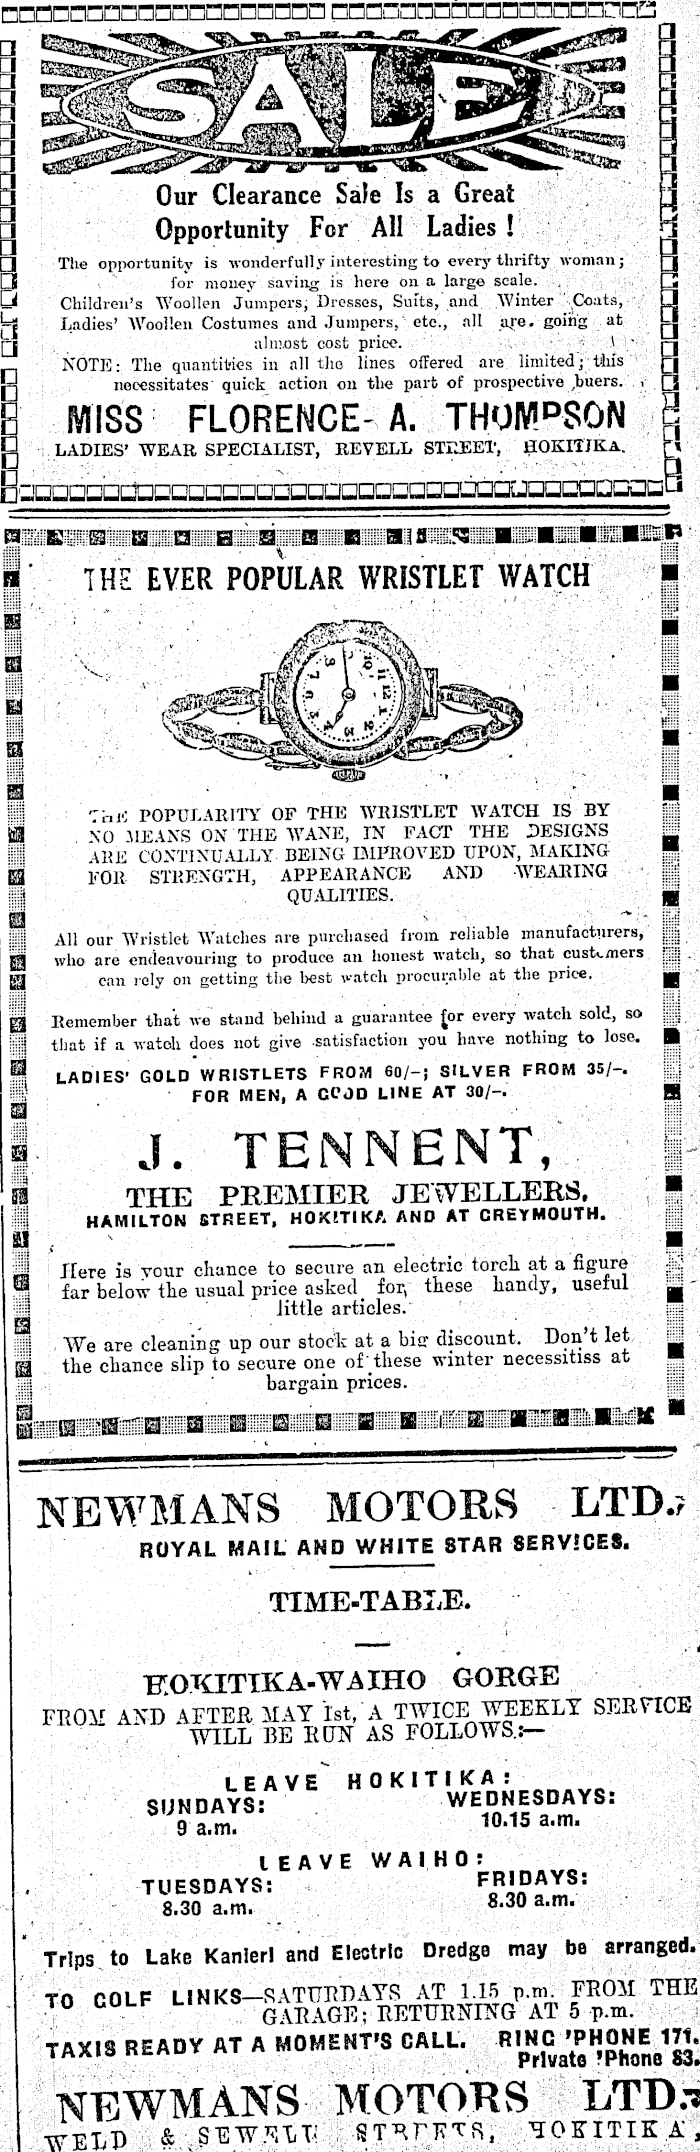 SALE
Our Clearance Sale Is a Great
Opportunity For All Ladies !
The opportunity is wonderfully interesting to every thrifty woman;
for money saving is here on a large scale.
Children's Woollen Jumpers, Dresses, Suits, and Winter Coats,
Ladies' Woollen Costumes and Jumpers, etc., all are going at
almost cost price.
NOTE: The quantities in all the lines offered are limited; this
necessitates quick action on the part of prospective buers.
MISS FLORENCE A. THOMPSON
LADIES' WEAR SPECIALIST, REVELL STREET, HOKITIKA.
THE EVER POPULAR WRISTLET WATCH
THE POPULARITY OF THE WRISTLET WATCH IS BY
NO MEANS ON THE WANE, IN FACT THE DESIGNS
ARE CONTINUALLY BEING IMPROVED UPON, MAKING
FOR STRENGTH, APPEARANCE AND WEARING
QUALITIES.
All our Wristlet Watches are purchased from reliable manufacturers,
who are endeavouring to produce an honest watch, so that customers
can rely on getting the best watch procurable at the price.
Remember that we stand behind a guarantee for every watch sold, so
that if a watch does not give satisfaction you have nothing to lose.
LADIES' GOLD WRISTLETS FROM 60/-; SILVER FROM 35/-.
FOR MEN, A GOOD LINE AT 30/-.
J. TENNENT,
THE PREMIER JEWELLERS,
HAMILTON STREET, HOKITIKA AND AT GREYMOUTH.
Here is your chance to secure an electric torch at a figure
far below the usual price asked for, these handy, useful
little articles.
We are cleaning up our stock at a big discount. Don't let
the chance slip to secure one of these winter necessitiss at
bargain prices.
NEWMANS MOTORS LTD.,
ROYAL MAIL AND WHITE STAR SERVICES.
TIME-TABLE.
HOKITIKA-WAIHO GORGE
FROM AND AFTER MAY 1st, A TWICE WEEKLY SERVICE
WILL BE RUN AS FOLLOWS.:—
LEAVE HOKITIKA:
SUNDAYS: WEDNESDAYS:
9 a.m. 10.15 a.m.
LEAVE WAIHO:
TUESDAYS: FRIDAYS:
8.30 a.m. 8.30 a.m.
Trips to Lake Kanieri and Electric Dredge may be arranged.
TO GOLF LINKS—SATURDAYS AT 1.15 p.m. FROM THE
GARAGE; RETURNING AT 5 p.m.
TAXIS READY AT A MOMENT'S CALL. RING 'PHONE 171.
Private 'Phone 83.
NEWMANS MOTORS LTD.,
WELD & SEWELL STREETS, HOKITIKA